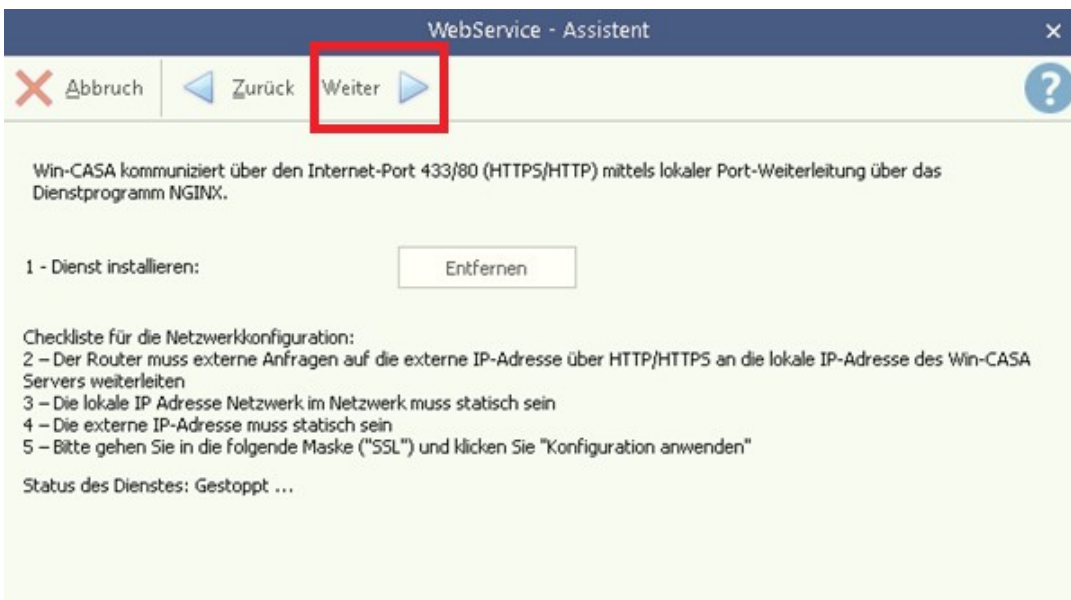 WebService - Assistent
Abbruch Zurück Weiter ?
Win-CASA kommuniziert über den Internet-Port 433/80 (HTTPS/HTTP) mittels lokaler Port-Weiterleitung über das
Dienstprogramm NGINX.
1 - Dienst installieren: Entfernen
Checkliste für die Netzwerkkonfiguration:
2 – Der Router muss externe Anfragen auf die externe IP-Adresse über HTTP/HTTPS an die lokale IP-Adresse des Win-CASA
Servers weiterleiten
3 – Die lokale IP Adresse Netzwerk im Netzwerk muss statisch sein
4 – Die externe IP-Adresse muss statisch sein
5 – Bitte gehen Sie in die folgende Maske ("SSL") und klicken Sie "Konfiguration anwenden"
Status des Dienstes: Gestoppt ...